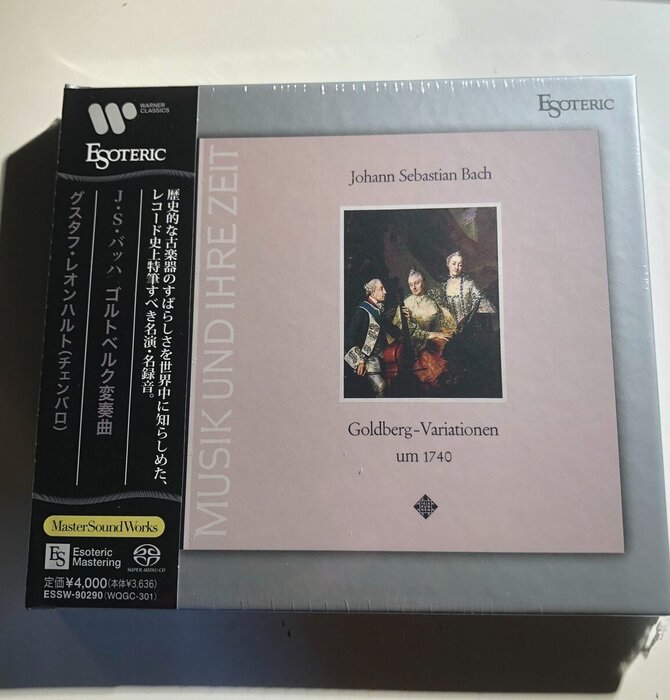 WARNER
CLASSICS
ESOTERIC
歴史的な古楽器のすばらしさを世界中に知らしめた、
レコード史上特筆すべき名演・名録音。
J・S・バッハ ゴルトベルク変奏曲
グスタフ・レオンハルト(チェンバロ)
MasterSoundWorks
ES Esoteric
Mastering
SUPER AUDIO CD
定価¥4,000(本体¥3,636)
ESSW-90290(WQGC-301)
ESOTERIC
MUSIK UND IHRE ZEIT
Johann Sebastian Bach
Goldberg-Variationen
um 1740